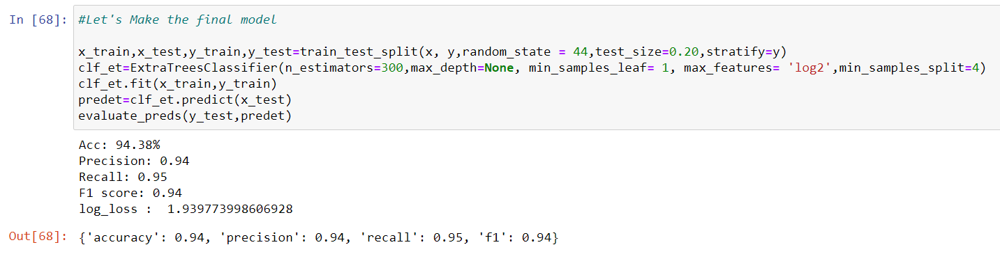 In [68]: #Let's Make the final model
x_train,x_test,y_train,y_test=train_test_split(x, y,random_state = 44,test_size=0.20,stratify=y)
clf_et=ExtraTreesClassifier(n_estimators=300,max_depth=None, min_samples_leaf= 1, max_features= 'log2',min_samples_split=4)
clf_et.fit(x_train,y_train)
predet=clf_et.predict(x_test)
evaluate_preds(y_test,predet)
Acc: 94.38%
Precision: 0.94
Recall: 0.95
F1 score: 0.94
log_loss :  1.939773998606928
Out[68]: {'accuracy': 0.94, 'precision': 0.94, 'recall': 0.95, 'f1': 0.94}